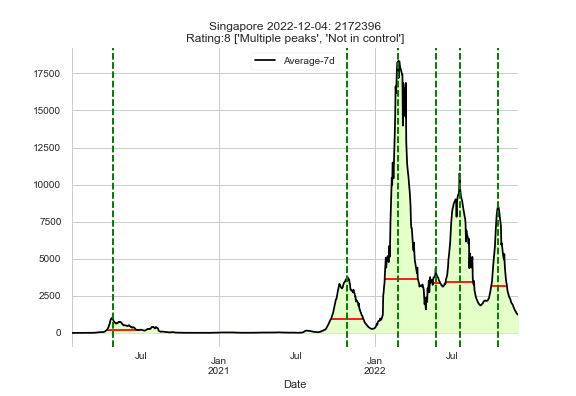 Singapore 2022-12-04: 2172396
Rating:8 ['Multiple peaks', 'Not in control']
Average-7d
17500
15000
12500
10000
7500
5000
2500
0
Jul Jan Jul Jan Jul
2021 2022
Date